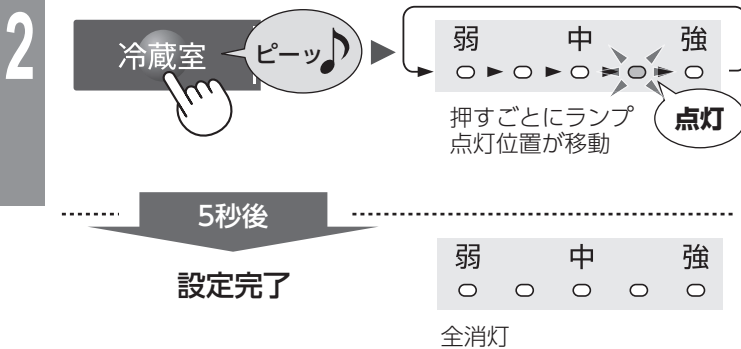 2
冷蔵室
ピーッ♪
弱 中 強
押すごとにランプ
点灯位置が移動
点灯
5秒後
設定完了
弱 中 強
全消灯